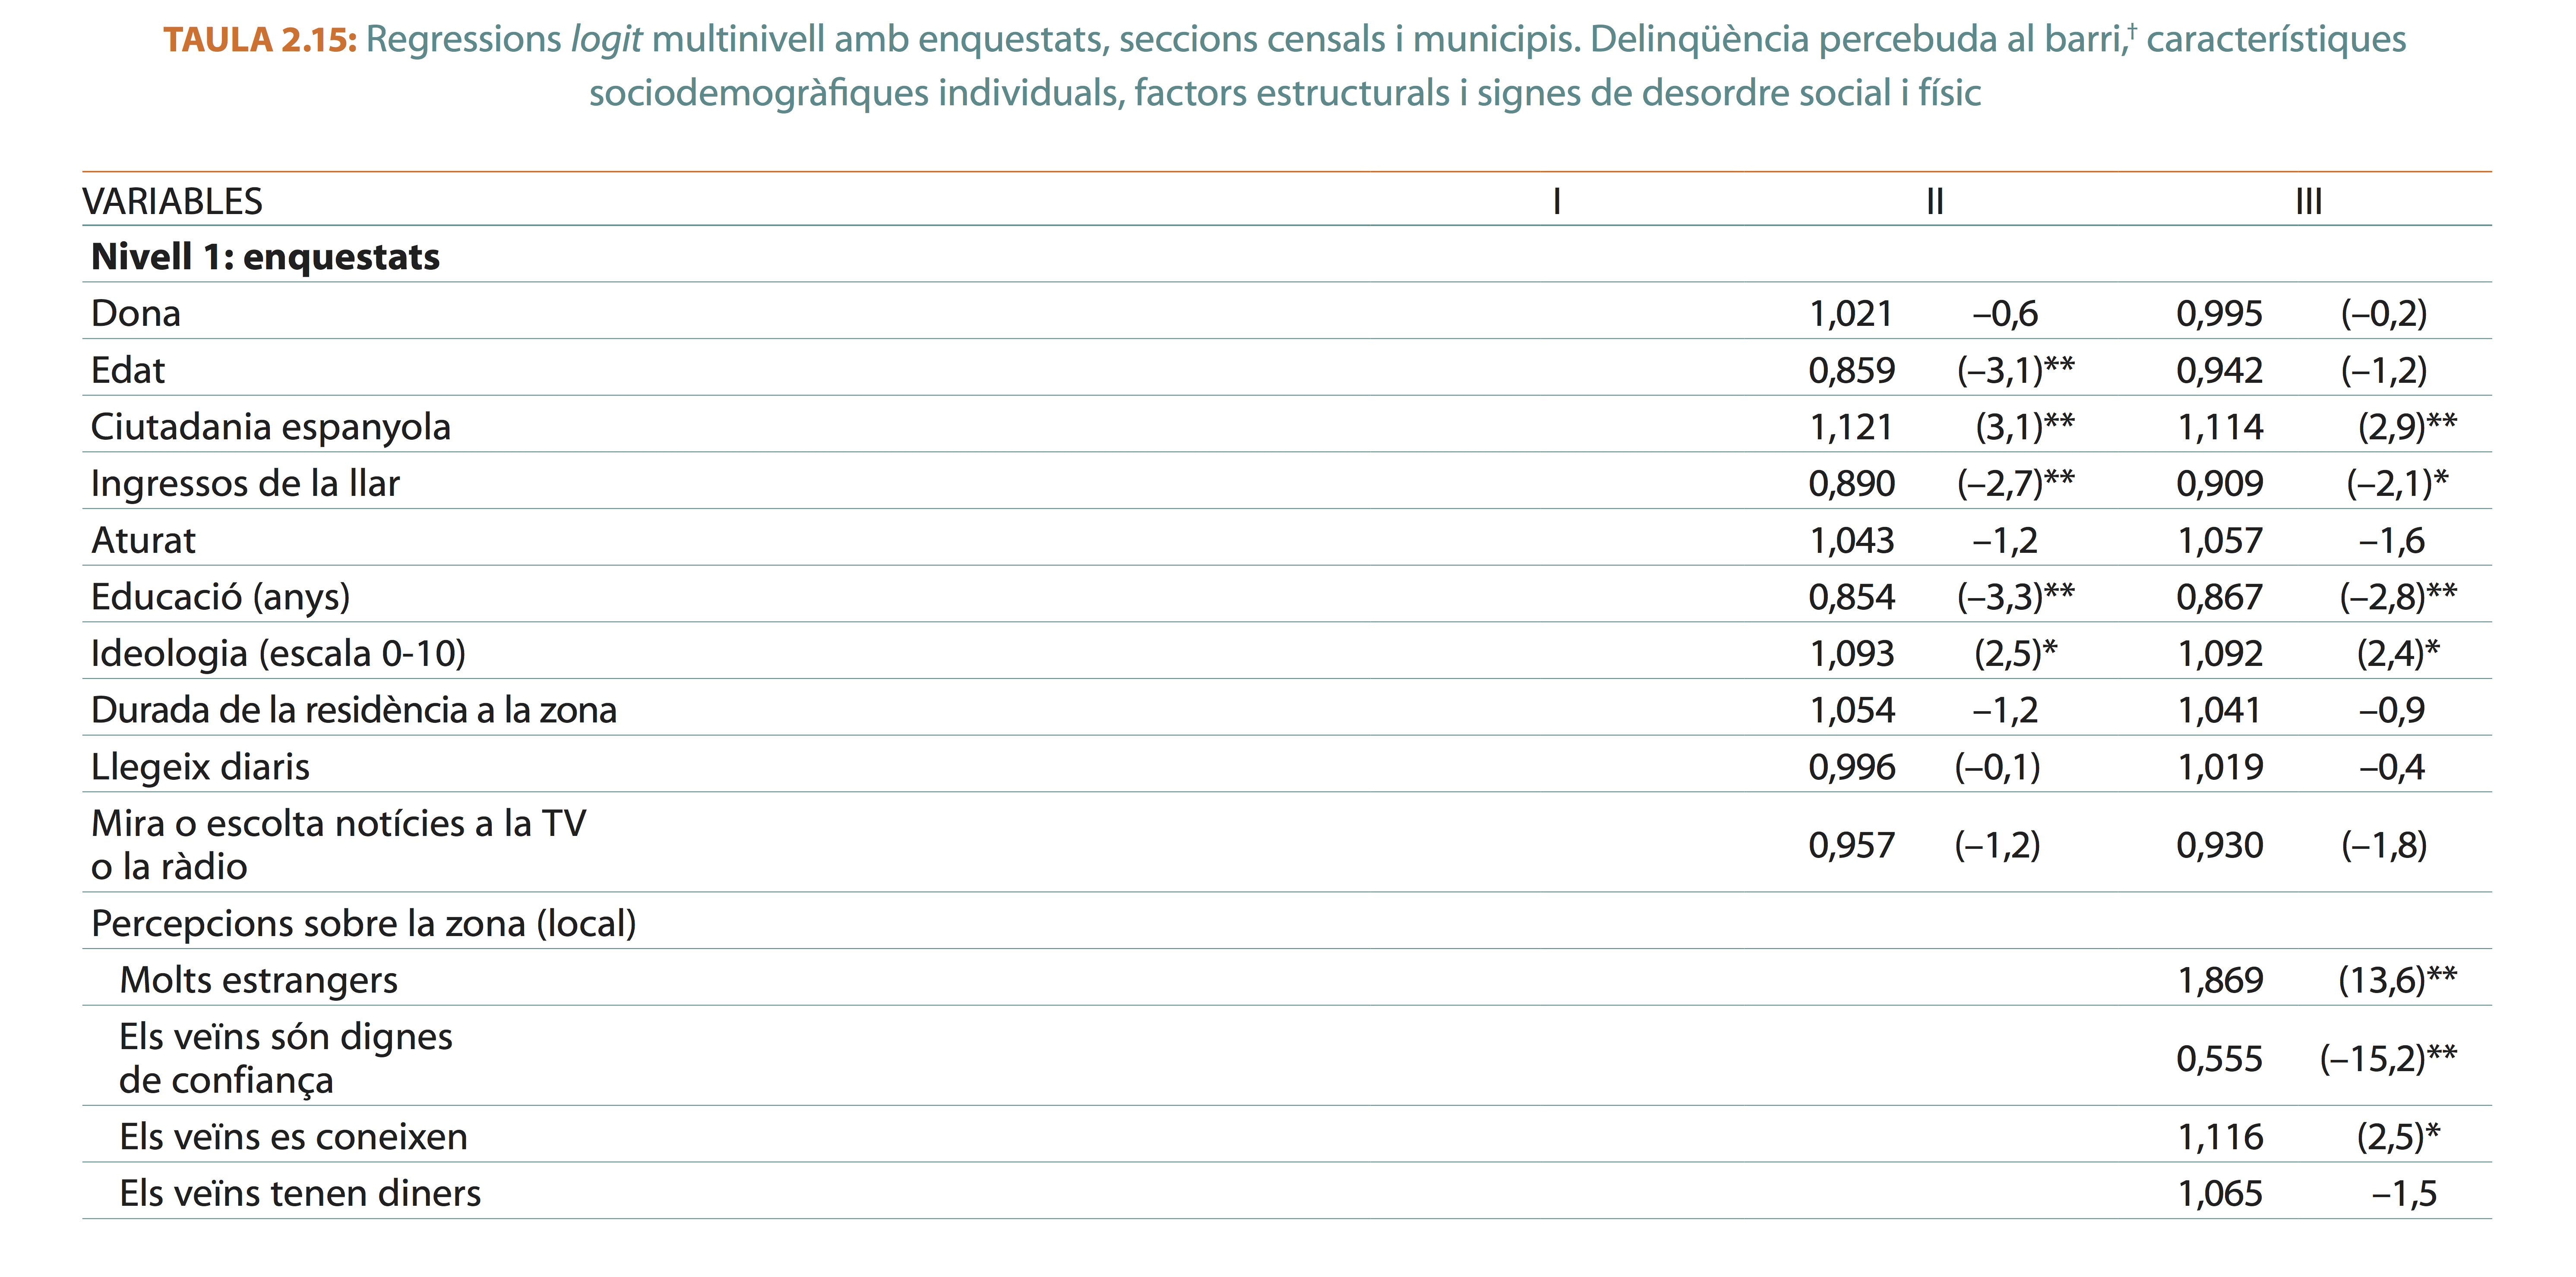 TAULA 2.15: Regressions logit multinivell amb enquestats, seccions censals i municipis. Delinqüència percebuda al barri,† característiques
sociodemogràfiques individuals, factors estructurals i signes de desordre social i físic
VARIABLES I II III
Nivell 1: enquestats
Dona 1,021 –0,6 0,995 (–0,2)
Edat 0,859 (–3,1)** 0,942 (–1,2)
Ciutadania espanyola 1,121 (3,1)** 1,114 (2,9)**
Ingressos de la llar 0,890 (–2,7)** 0,909 (–2,1)*
Aturat 1,043 –1,2 1,057 –1,6
Educació (anys) 0,854 (–3,3)** 0,867 (–2,8)**
Ideologia (escala 0-10) 1,093 (2,5)* 1,092 (2,4)*
Durada de la residència a la zona 1,054 –1,2 1,041 –0,9
Llegeix diaris 0,996 (–0,1) 1,019 –0,4
Mira o escolta notícies a la TV
o la ràdio 0,957 (–1,2) 0,930 (–1,8)
Percepcions sobre la zona (local)
Molts estrangers 1,869 (13,6)**
Els veïns són dignes
de confiança 0,555 (–15,2)**
Els veïns es coneixen 1,116 (2,5)*
Els veïns tenen diners 1,065 –1,5